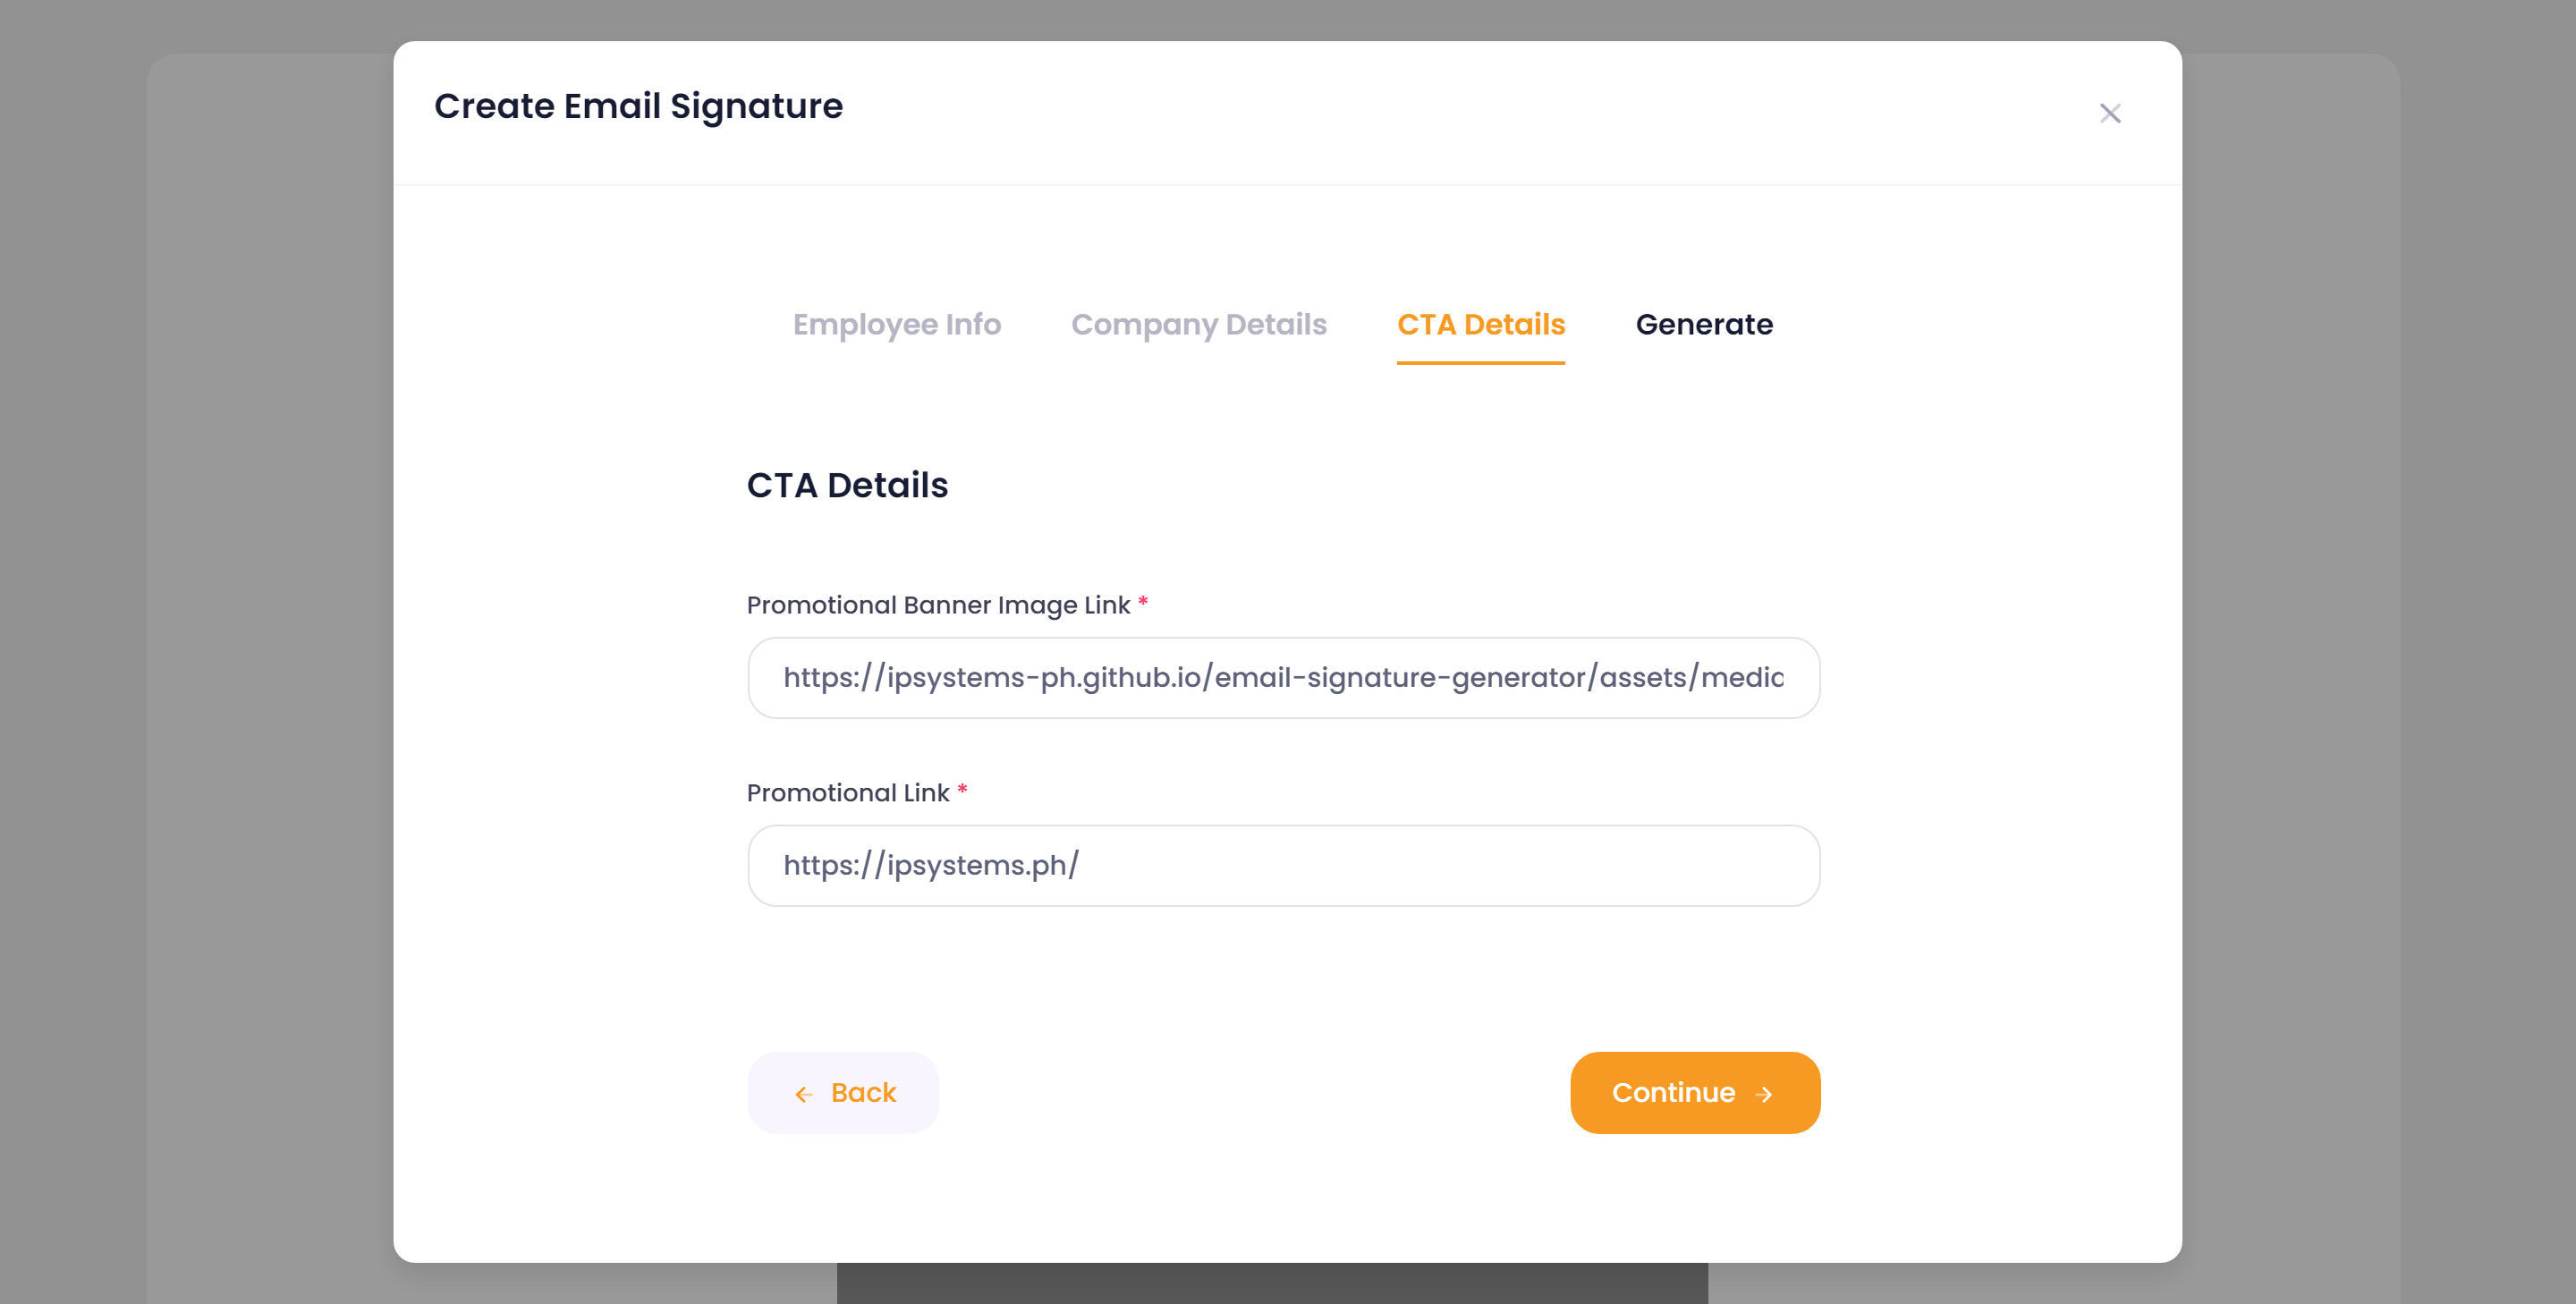 Create Email Signature
Employee Info Company Details CTA Details Generate
CTA Details
Promotional Banner Image Link *
https://ipsystems-ph.github.io/email-signature-generator/assets/media
Promotional Link *
https://ipsystems.ph/
Back Continue